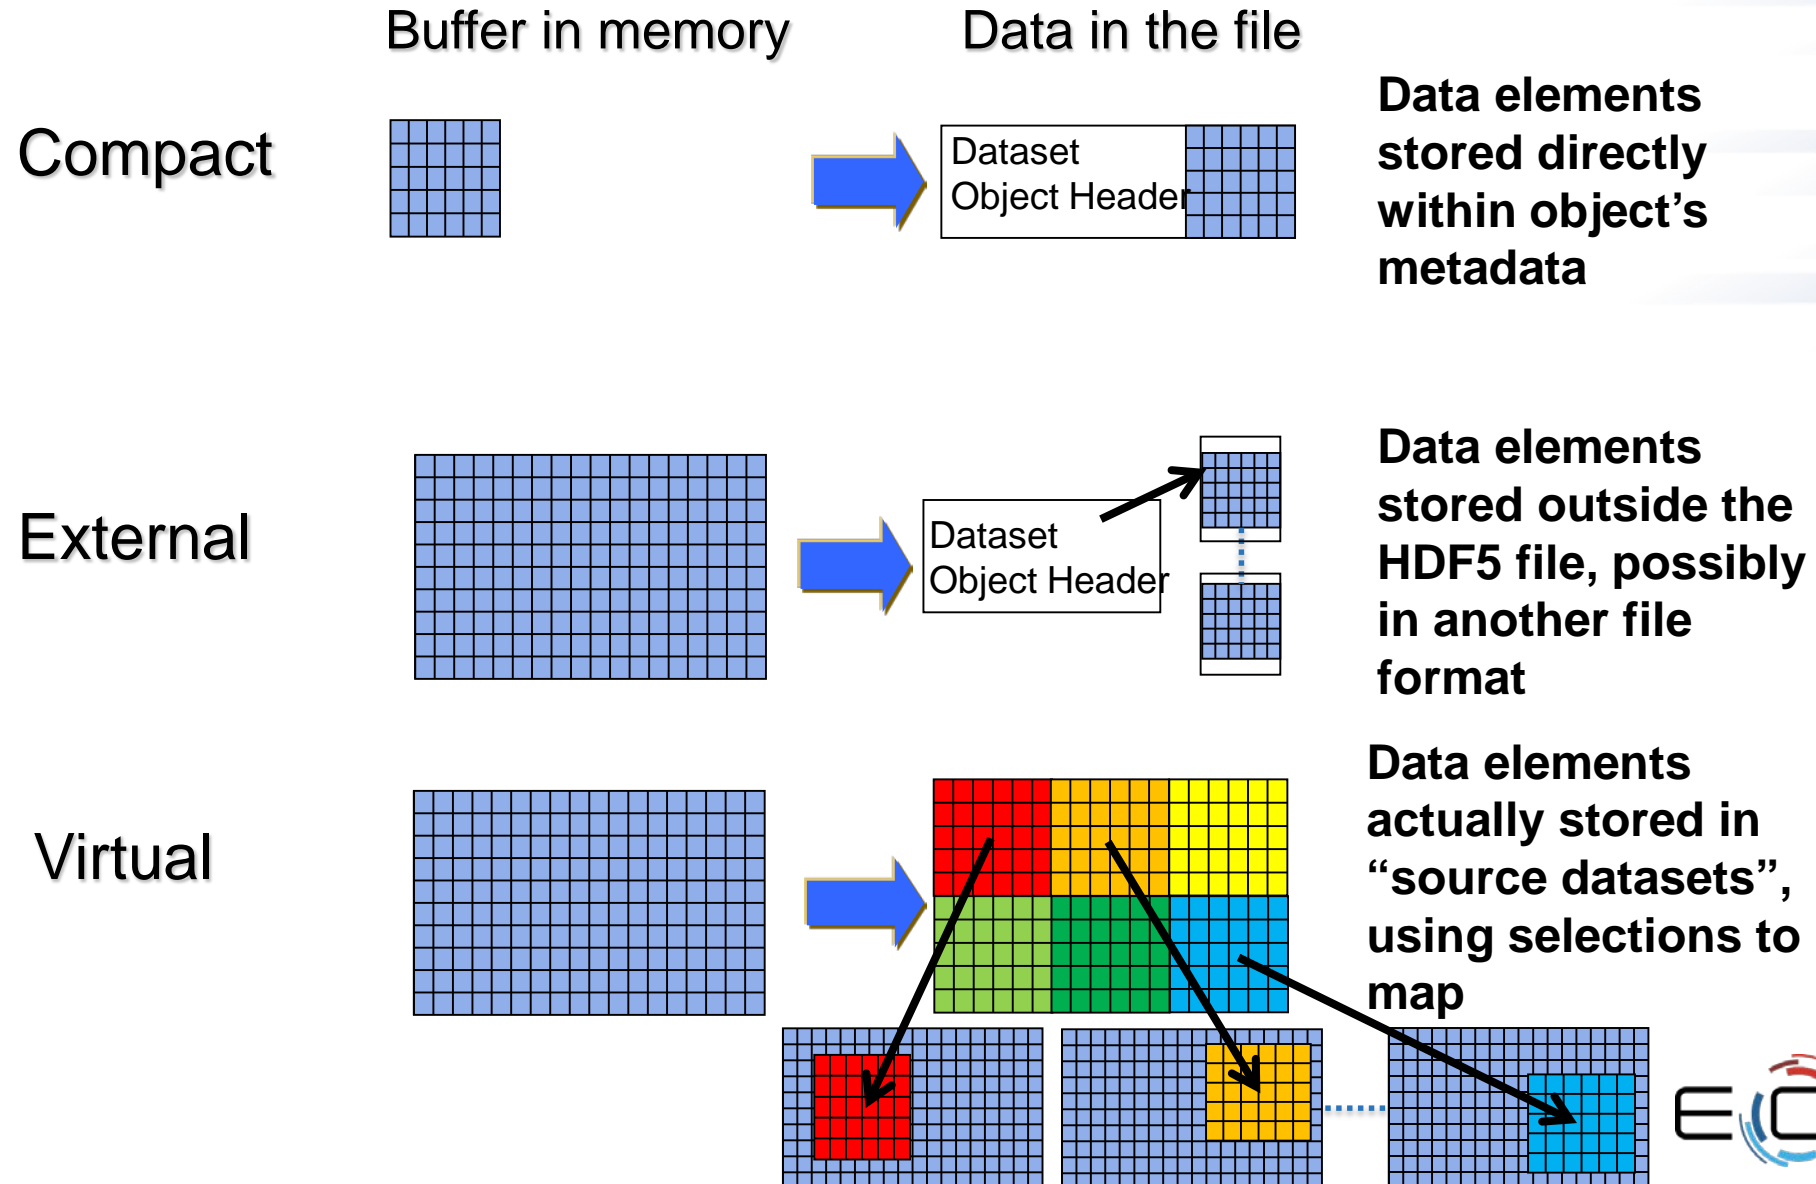 Buffer in memory
Data in the file
Compact
Dataset
Object Header
Data elements
stored directly
within object's
metadata
External
Dataset
Object Header
Data elements
stored outside the
HDF5 file, possibly
in another file
format
Virtual
Data elements
actually stored in
“source datasets”,
using selections to
map